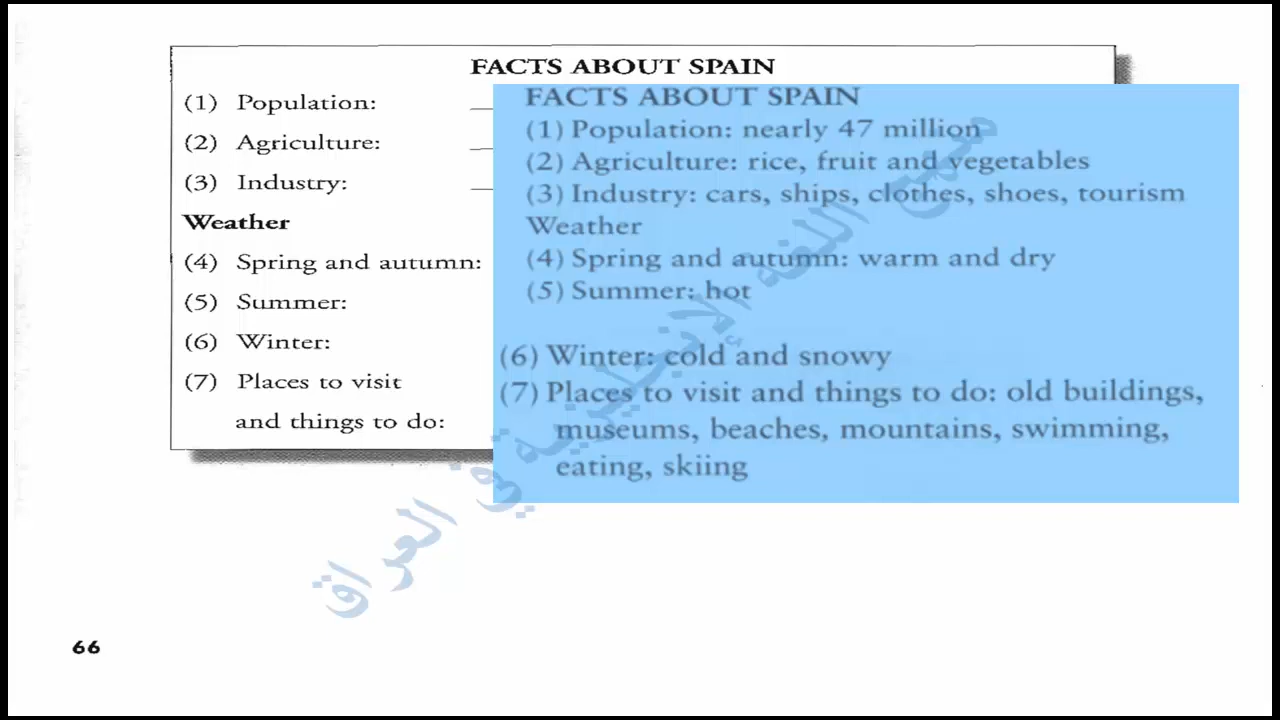 FACTS ABOUT SPAIN
(1) Population:
(2) Agriculture:
(3) Industry:
Weather
(4) Spring and autumn:
(5) Summer:
(6) Winter:
(7) Places to visit
and things to do:
FACTS ABOUT SPAIN
(1) Population: nearly 47 million
(2) Agriculture: rice, fruit and vegetables
(3) Industry: cars, ships, clothes, shoes, tourism
Weather
(4) Spring and autumn: warm and dry
(5) Summer: hot
(6) Winter: cold and snowy
(7) Places to visit and things to do: old buildings,
museums, beaches, mountains, swimming,
eating, skiing
اللغة الإنجليزية في العراق
66